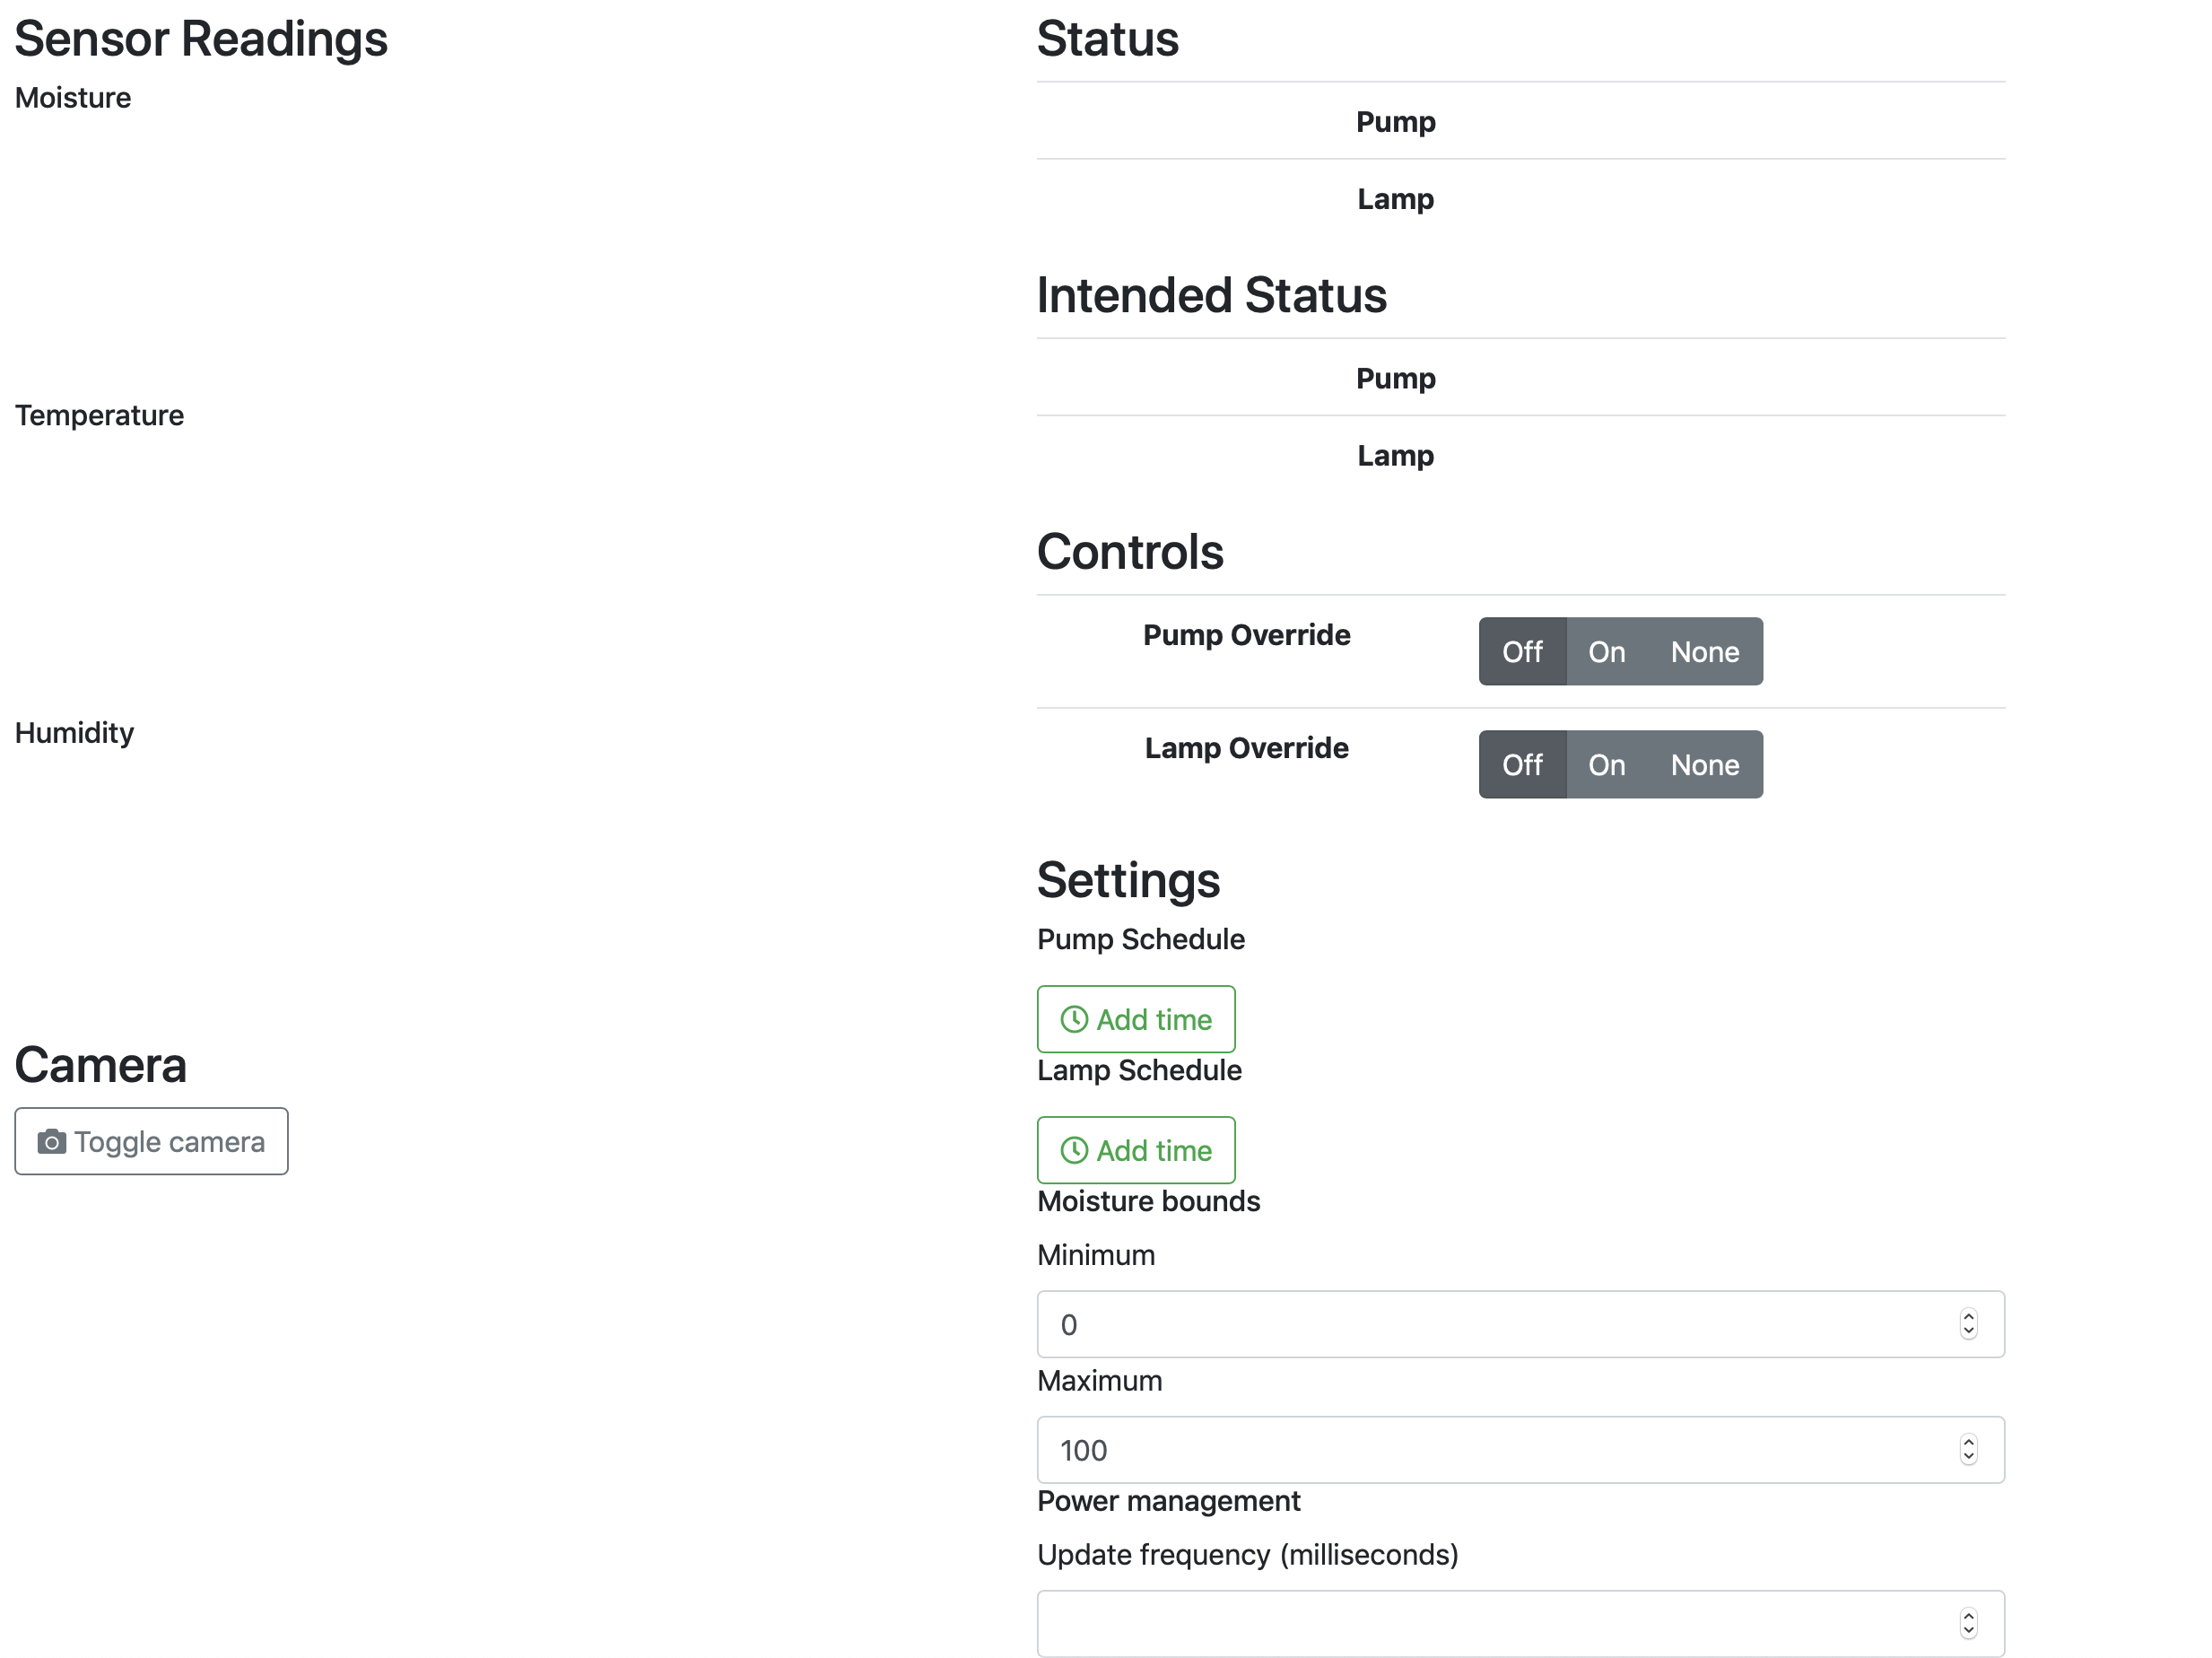 Sensor Readings
Moisture
Temperature
Humidity
Camera
Toggle camera
Status
Pump
Lamp
Intended Status
Pump
Lamp
Controls
Pump Override Off On None
Lamp Override Off On None
Settings
Pump Schedule
Add time
Lamp Schedule
Add time
Moisture bounds
Minimum
0
Maximum
100
Power management
Update frequency (milliseconds)